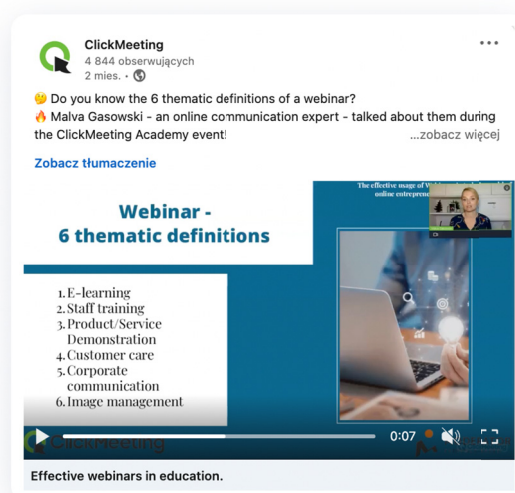 ClickMeeting
4 844 obserwujących
2 mies. •
🤔 Do you know the 6 thematic definitions of a webinar?
🔥 Malva Gasowski - an online communication expert - talked about them during
the ClickMeeting Academy event! ...zobacz więcej
Zobacz tłumaczenie
The effective usage of
online entrepre
Webinar -
6 thematic definitions
1. E-learning
2. Staff training
3. Product/Service
Demonstration
4. Customer care
5. Corporate
communication
6. Image management
ClickMeeting
0:07
Effective webinars in education.